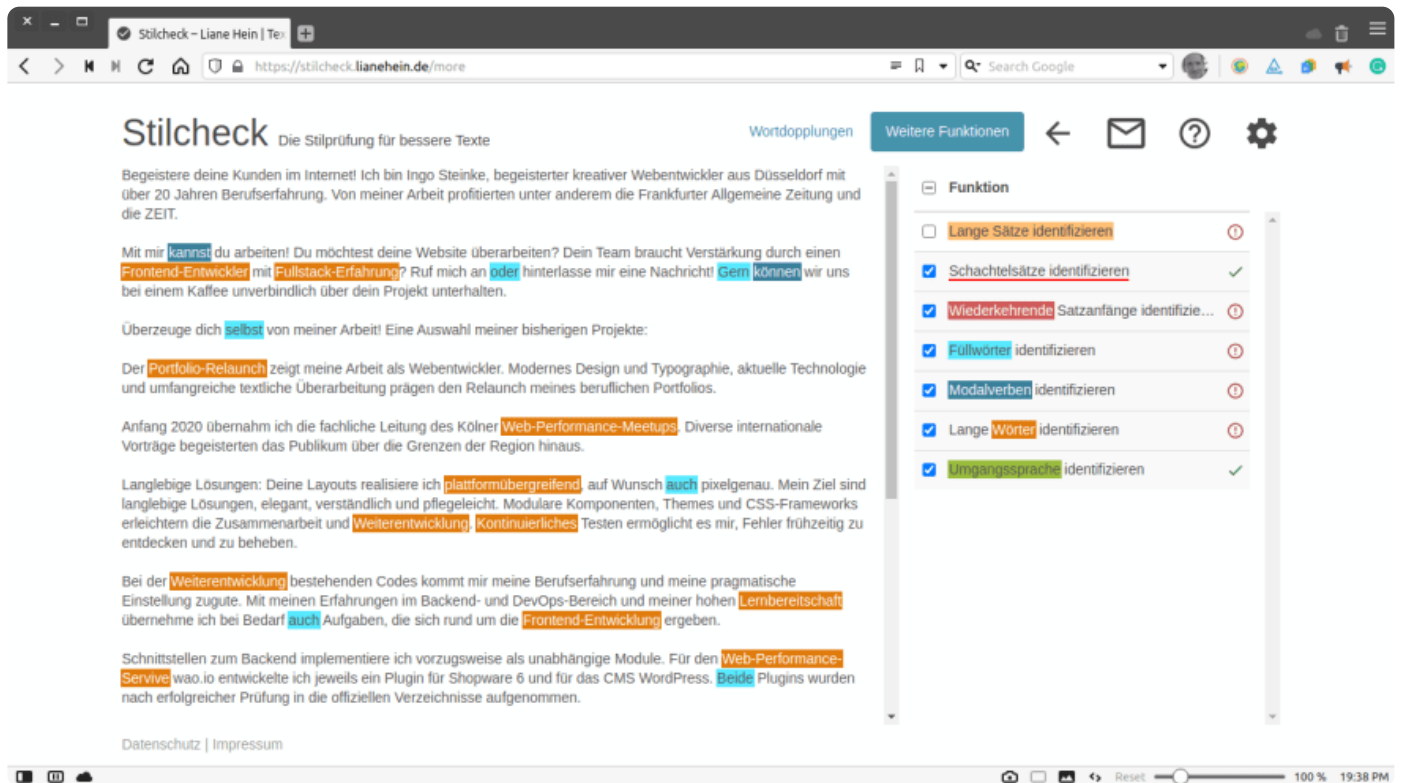 Stilcheck – Liane Hein | Tex
https://stilcheck.lianehein.de/more
Search Google
Stilcheck Die Stilprüfung für bessere Texte
Wortdopplungen
Weitere Funktionen
Begeistere deine Kunden im Internet! Ich bin Ingo Steinke, begeisterter kreativer Webentwickler aus Düsseldorf mit
über 20 Jahren Berufserfahrung. Von meiner Arbeit profitierten unter anderem die Frankfurter Allgemeine Zeitung und
die ZEIT.
Mit mir kannst du arbeiten! Du möchtest deine Website überarbeiten? Dein Team braucht Verstärkung durch einen
Frontend-Entwickler mit Fullstack-Erfahrung? Ruf mich an oder hinterlasse mir eine Nachricht! Gern können wir uns
bei einem Kaffee unverbindlich über dein Projekt unterhalten.
Überzeuge dich selbst von meiner Arbeit! Eine Auswahl meiner bisherigen Projekte:
Der Portfolio-Relaunch zeigt meine Arbeit als Webentwickler. Modernes Design und Typographie, aktuelle Technologie
und umfangreiche textliche Überarbeitung prägen den Relaunch meines beruflichen Portfolios.
Anfang 2020 übernahm ich die fachliche Leitung des Kölner Web-Performance-Meetups. Diverse internationale
Vorträge begeisterten das Publikum über die Grenzen der Region hinaus.
Langlebige Lösungen: Deine Layouts realisiere ich plattformübergreifend, auf Wunsch auch pixelgenau. Mein Ziel sind
langlebige Lösungen, elegant, verständlich und pflegeleicht. Modulare Komponenten, Themes und CSS-Frameworks
erleichtern die Zusammenarbeit und Weiterentwicklung. Kontinuierliches Testen ermöglicht es mir, Fehler frühzeitig zu
entdecken und zu beheben.
Bei der Weiterentwicklung bestehenden Codes kommt mir meine Berufserfahrung und meine pragmatische
Einstellung zugute. Mit meinen Erfahrungen im Backend- und DevOps-Bereich und meiner hohen Lernbereitschaft
übernehme ich bei Bedarf auch Aufgaben, die sich rund um die Frontend-Entwicklung ergeben.
Schnittstellen zum Backend implementiere ich vorzugsweise als unabhängige Module. Für den Web-Performance-
Servive wao.io entwickelte ich jeweils ein Plugin für Shopware 6 und für das CMS WordPress. Beide Plugins wurden
nach erfolgreicher Prüfung in die offiziellen Verzeichnisse aufgenommen.
Funktion
Lange Sätze identifizieren
Schachtelsätze identifizieren
Wiederkehrende Satzanfänge identifizie...
Füllwörter identifizieren
Modalverben identifizieren
Lange Wörter identifizieren
Umgangssprache identifizieren
Datenschutz | Impressum
Reset
100 %
19:38 PM